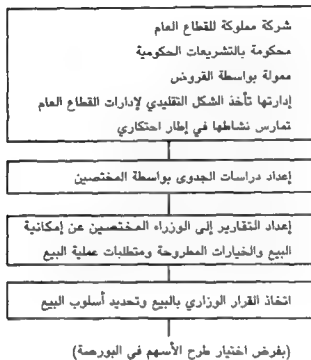 شركة مملوكة للقطاع العام
محكومة بالتشريعات الحكومية
ممولة بواسطة القروض
إدارتها تأخذ الشكل التقليدي لإدارات القطاع العام
تمارس نشاطها في إطار احتكاري
إعداد دراسات الجدوى بواسطة المختصين
إعداد التقارير إلى الوزراء المختصين عن إمكانية
البيع والخيارات المطروحة ومتطلبات عملية البيع
اتخاذ القرار الوزاري بالبيع وتحديد أسلوب البيع
(بفرض اختيار طرح الأسهم في البورصة)